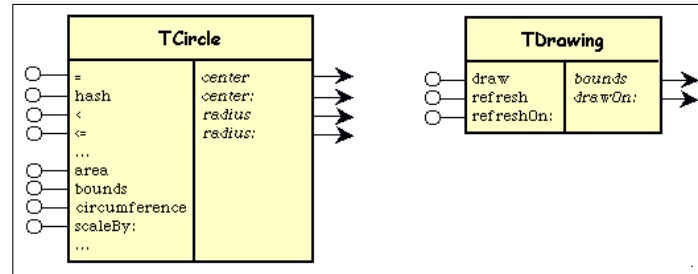 TCircle
=
hash
<
<=
...
area
bounds
circumference
scaleBy:
...
center
center:
radius
radius:
TDrawing
draw
refresh
refreshOn:
bounds
drawOn: